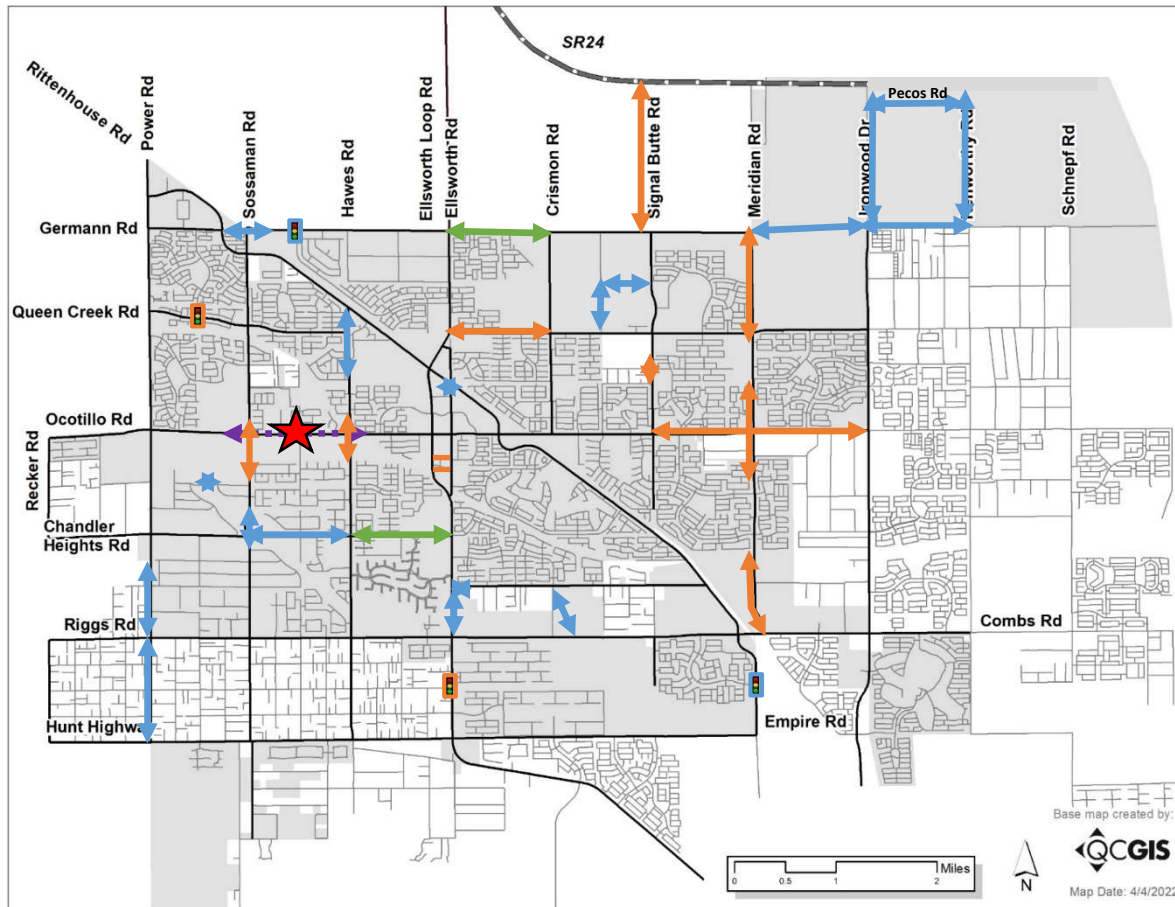 SR24
Rittenhouse Rd
Power Rd
Sossaman Rd
Hawes Rd
Ellsworth Loop Rd
Ellsworth Rd
Crismon Rd
Signal Butte Rd
Meridian Rd
Ironwood Dr
Pecos Rd
Kenworthy Rd
Schnepf Rd
Germann Rd
Queen Creek Rd
Ocotillo Rd
Recker Rd
Chandler
Heights Rd
Riggs Rd
Combs Rd
Hunt Highwa
Empire Rd
Base map created by:
QCGIS
Map Date: 4/4/2022
Miles
0 0.5 1 2
N